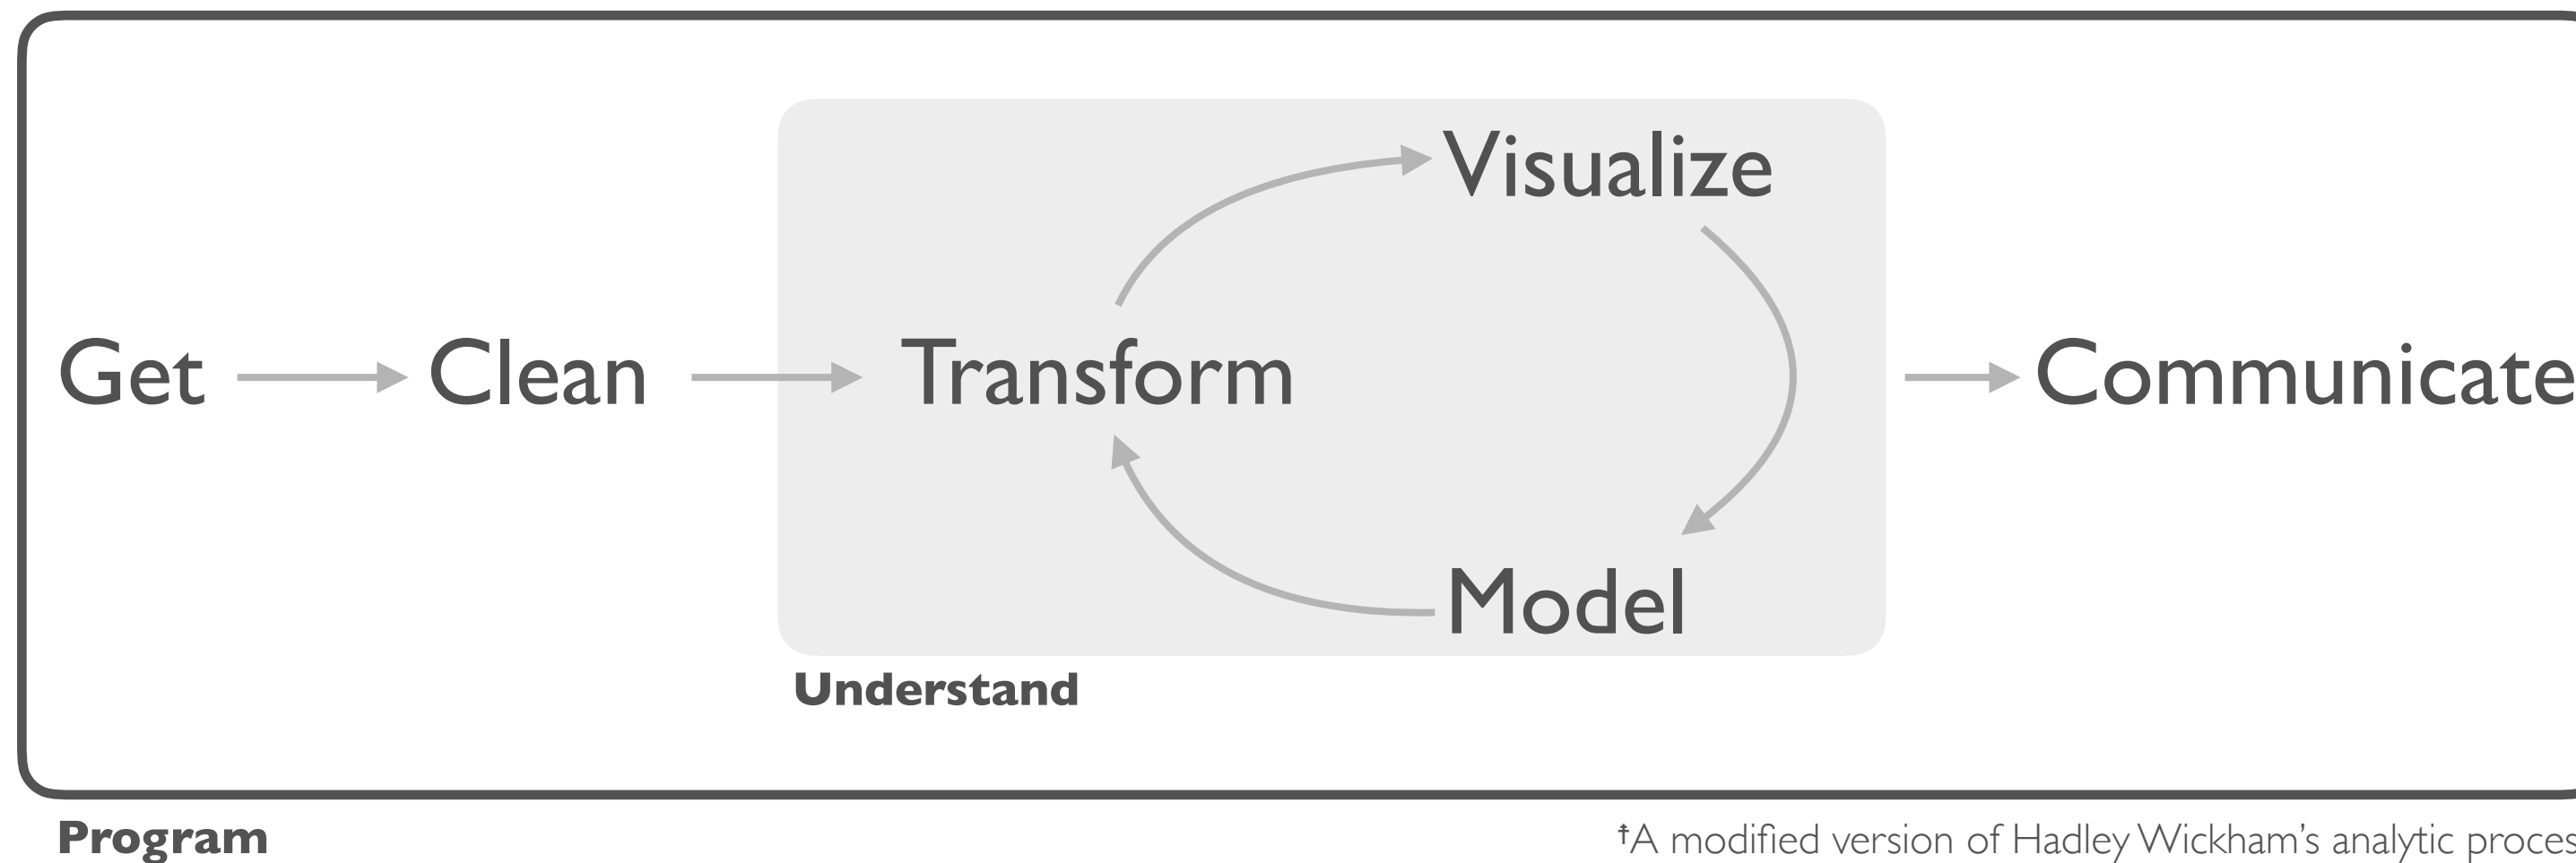 Visualize
Get Clean Transform Communicate
Model
Understand
Program
†A modified version of Hadley Wickham’s analytic proces